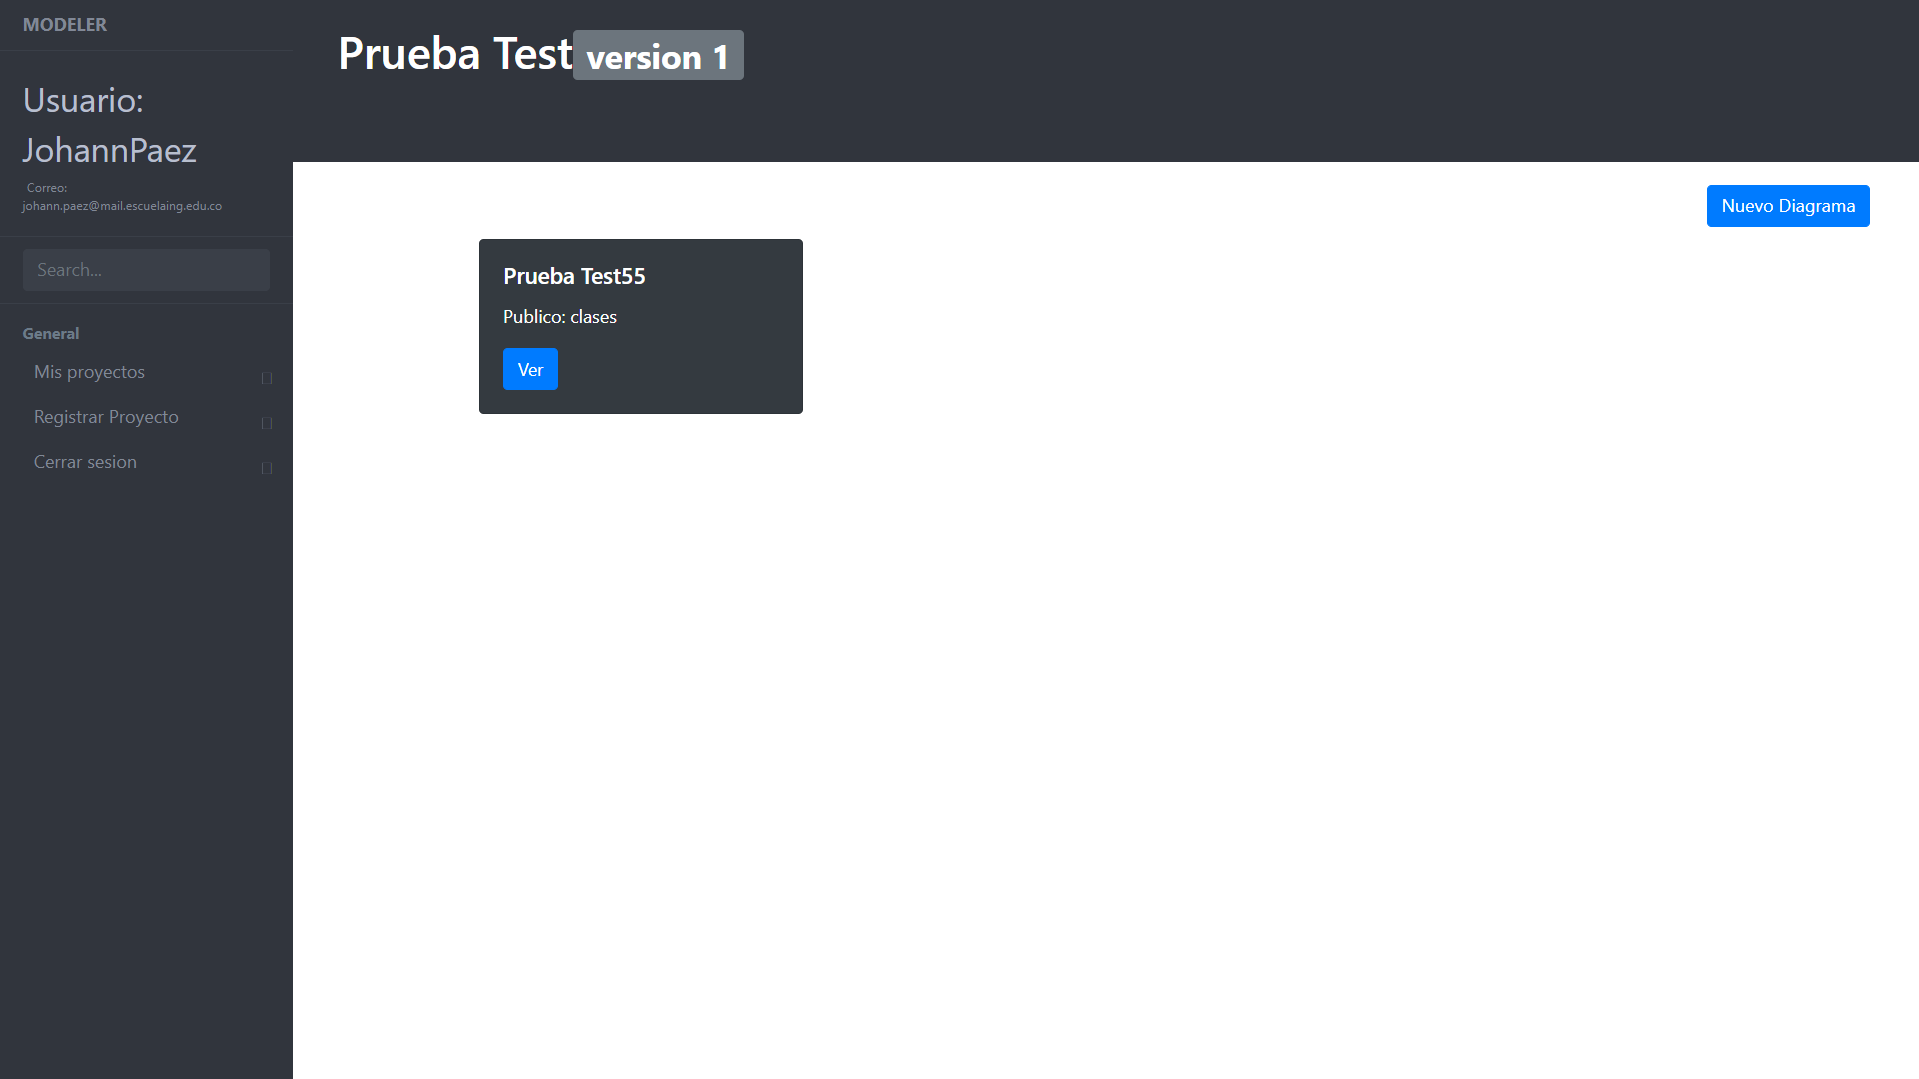 MODELER
Usuario:
JohannPaez
Correo:
johann.paez@mail.escuelaing.edu.co
Search...
General
Mis proyectos
Registrar Proyecto
Cerrar sesion
Prueba Test version 1
Nuevo Diagrama
Prueba Test55
Publico: clases
Ver